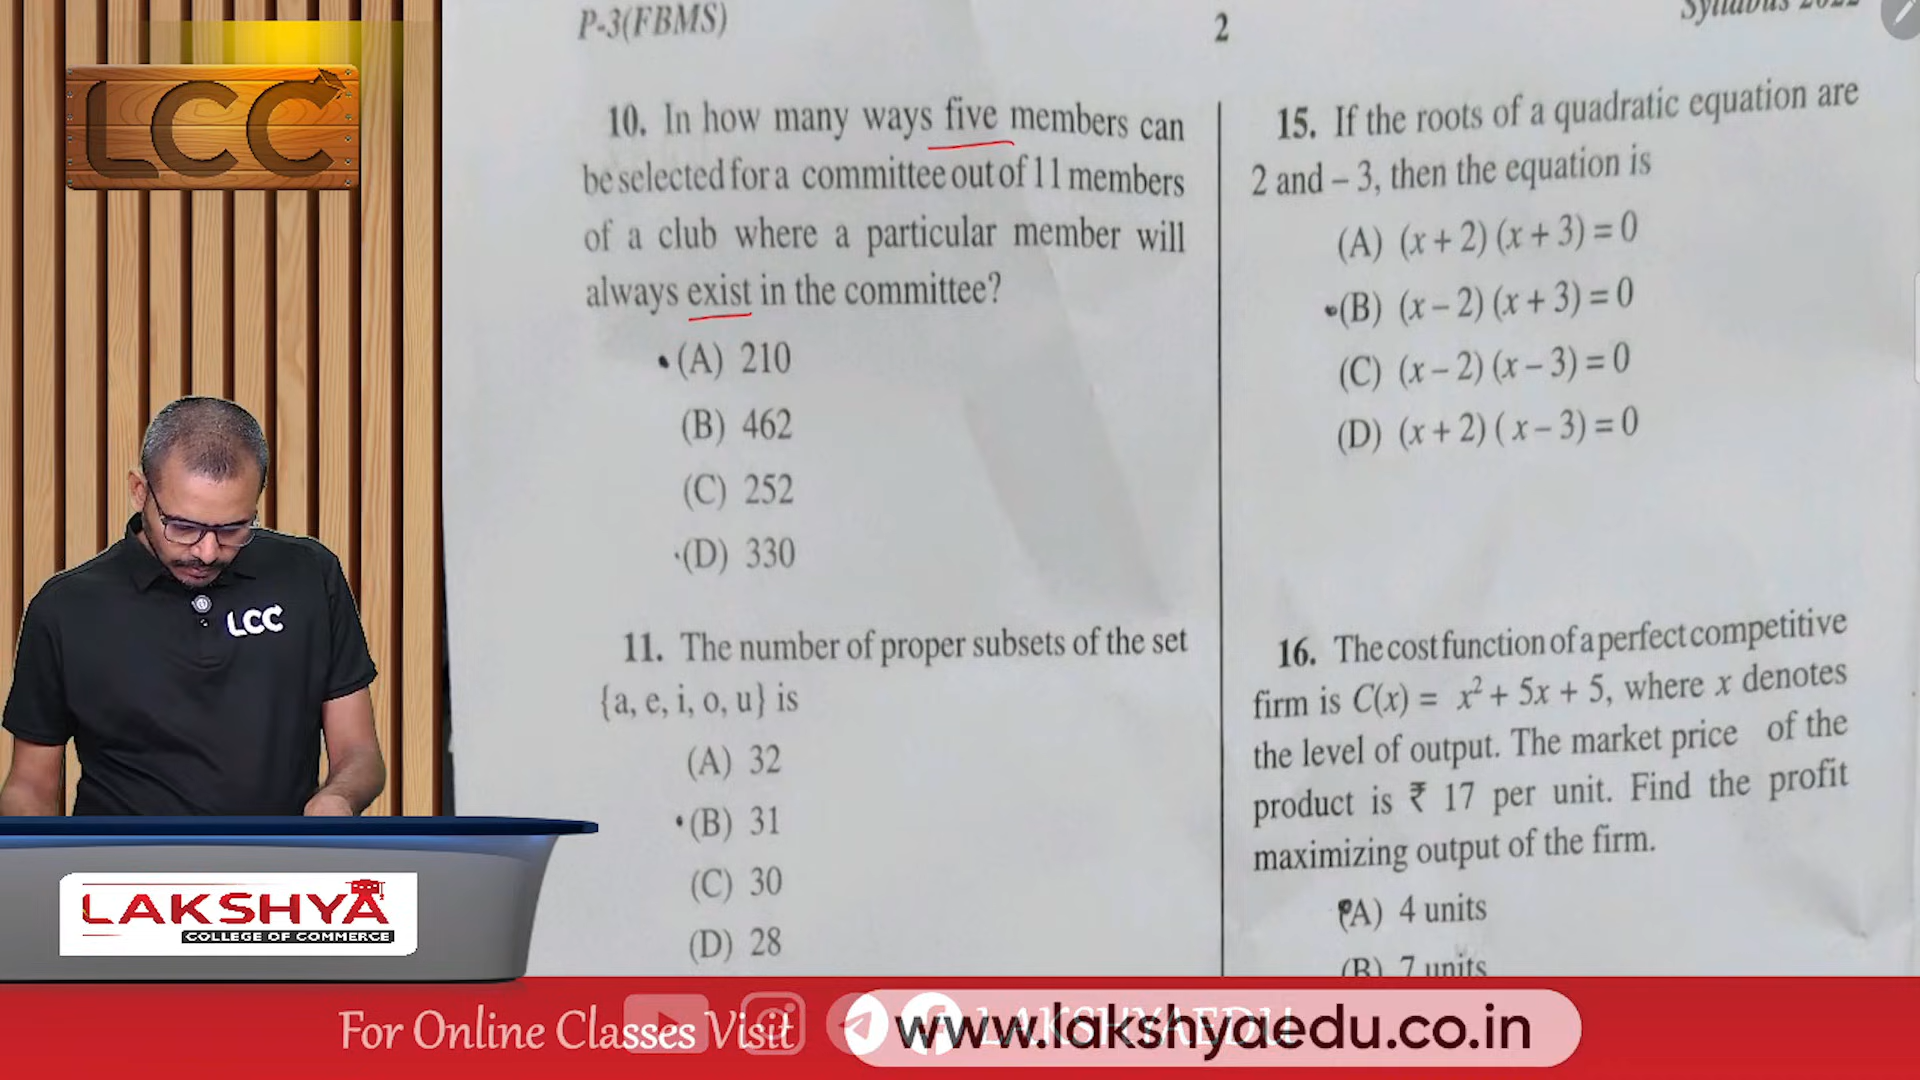 LCC
P-3(FBMS)
2
10. In how many ways five members can
be selected for a committee out of 11 members
of a club where a particular member will
always exist in the committee?
(A) 210
(B) 462
(C) 252
(D) 330
11. The number of proper subsets of the set
{a, e, i, o, u} is
(A) 32
(B) 31
(C) 30
(D) 28
Syllabus 2022
15. If the roots of a quadratic equation are
2 and – 3, then the equation is
(A) (x + 2) (x + 3) = 0
(B) (x – 2) (x + 3) = 0
(C) (x – 2) (x – 3) = 0
(D) (x + 2) ( x – 3) = 0
16. The cost function of a perfect competitive
firm is C(x) = x² + 5x + 5, where x denotes
the level of output. The market price of the
product is ₹ 17 per unit. Find the profit
maximizing output of the firm.
(A) 4 units
(B) 7 units
LCC
LAKSHYA
COLLEGE OF COMMERCE
For Online Classes Visit
www.lakshyaedu.co.in
LAKSHYAEDU